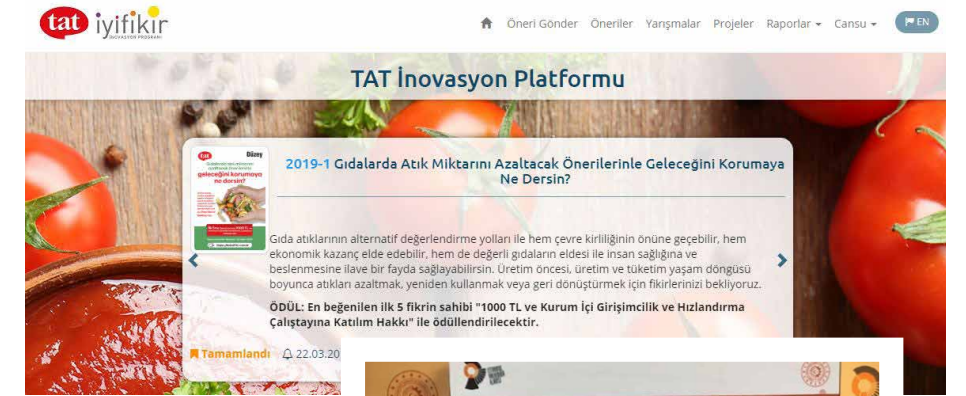 tat iyifikir
İNOVASYON PROGRAMI
Öneri Gönder Öneriler Yarışmalar Projeler Raporlar Cansu EN
TAT İnovasyon Platformu
tat Düzey
geleceğini korumaya
ne dersin?
2019-1 Gıdalarda Atık Miktarını Azaltacak Önerilerinle Geleceğini Korumaya
Ne Dersin?
Gıda atıklarının alternatif değerlendirme yolları ile hem çevre kirliliğinin önüne geçebilir, hem
ekonomik kazanç elde edebilir, hem de değerli gıdaların eldesi ile insan sağlığına ve
beslenmesine ilave bir fayda sağlayabilirsin. Üretim öncesi, üretim ve tüketim yaşam döngüsü
boyunca atıkları azaltmak, yeniden kullanmak veya geri dönüştürmek için fikirlerinizi bekliyoruz.
ÖDÜL: En beğenilen ilk 5 fikrin sahibi "1000 TL ve Kurum İçi Girişimcilik ve Hızlandırma
Çalıştayına Katılım Hakkı" ile ödüllendirilecektir.
Tamamlandı 22.03.20